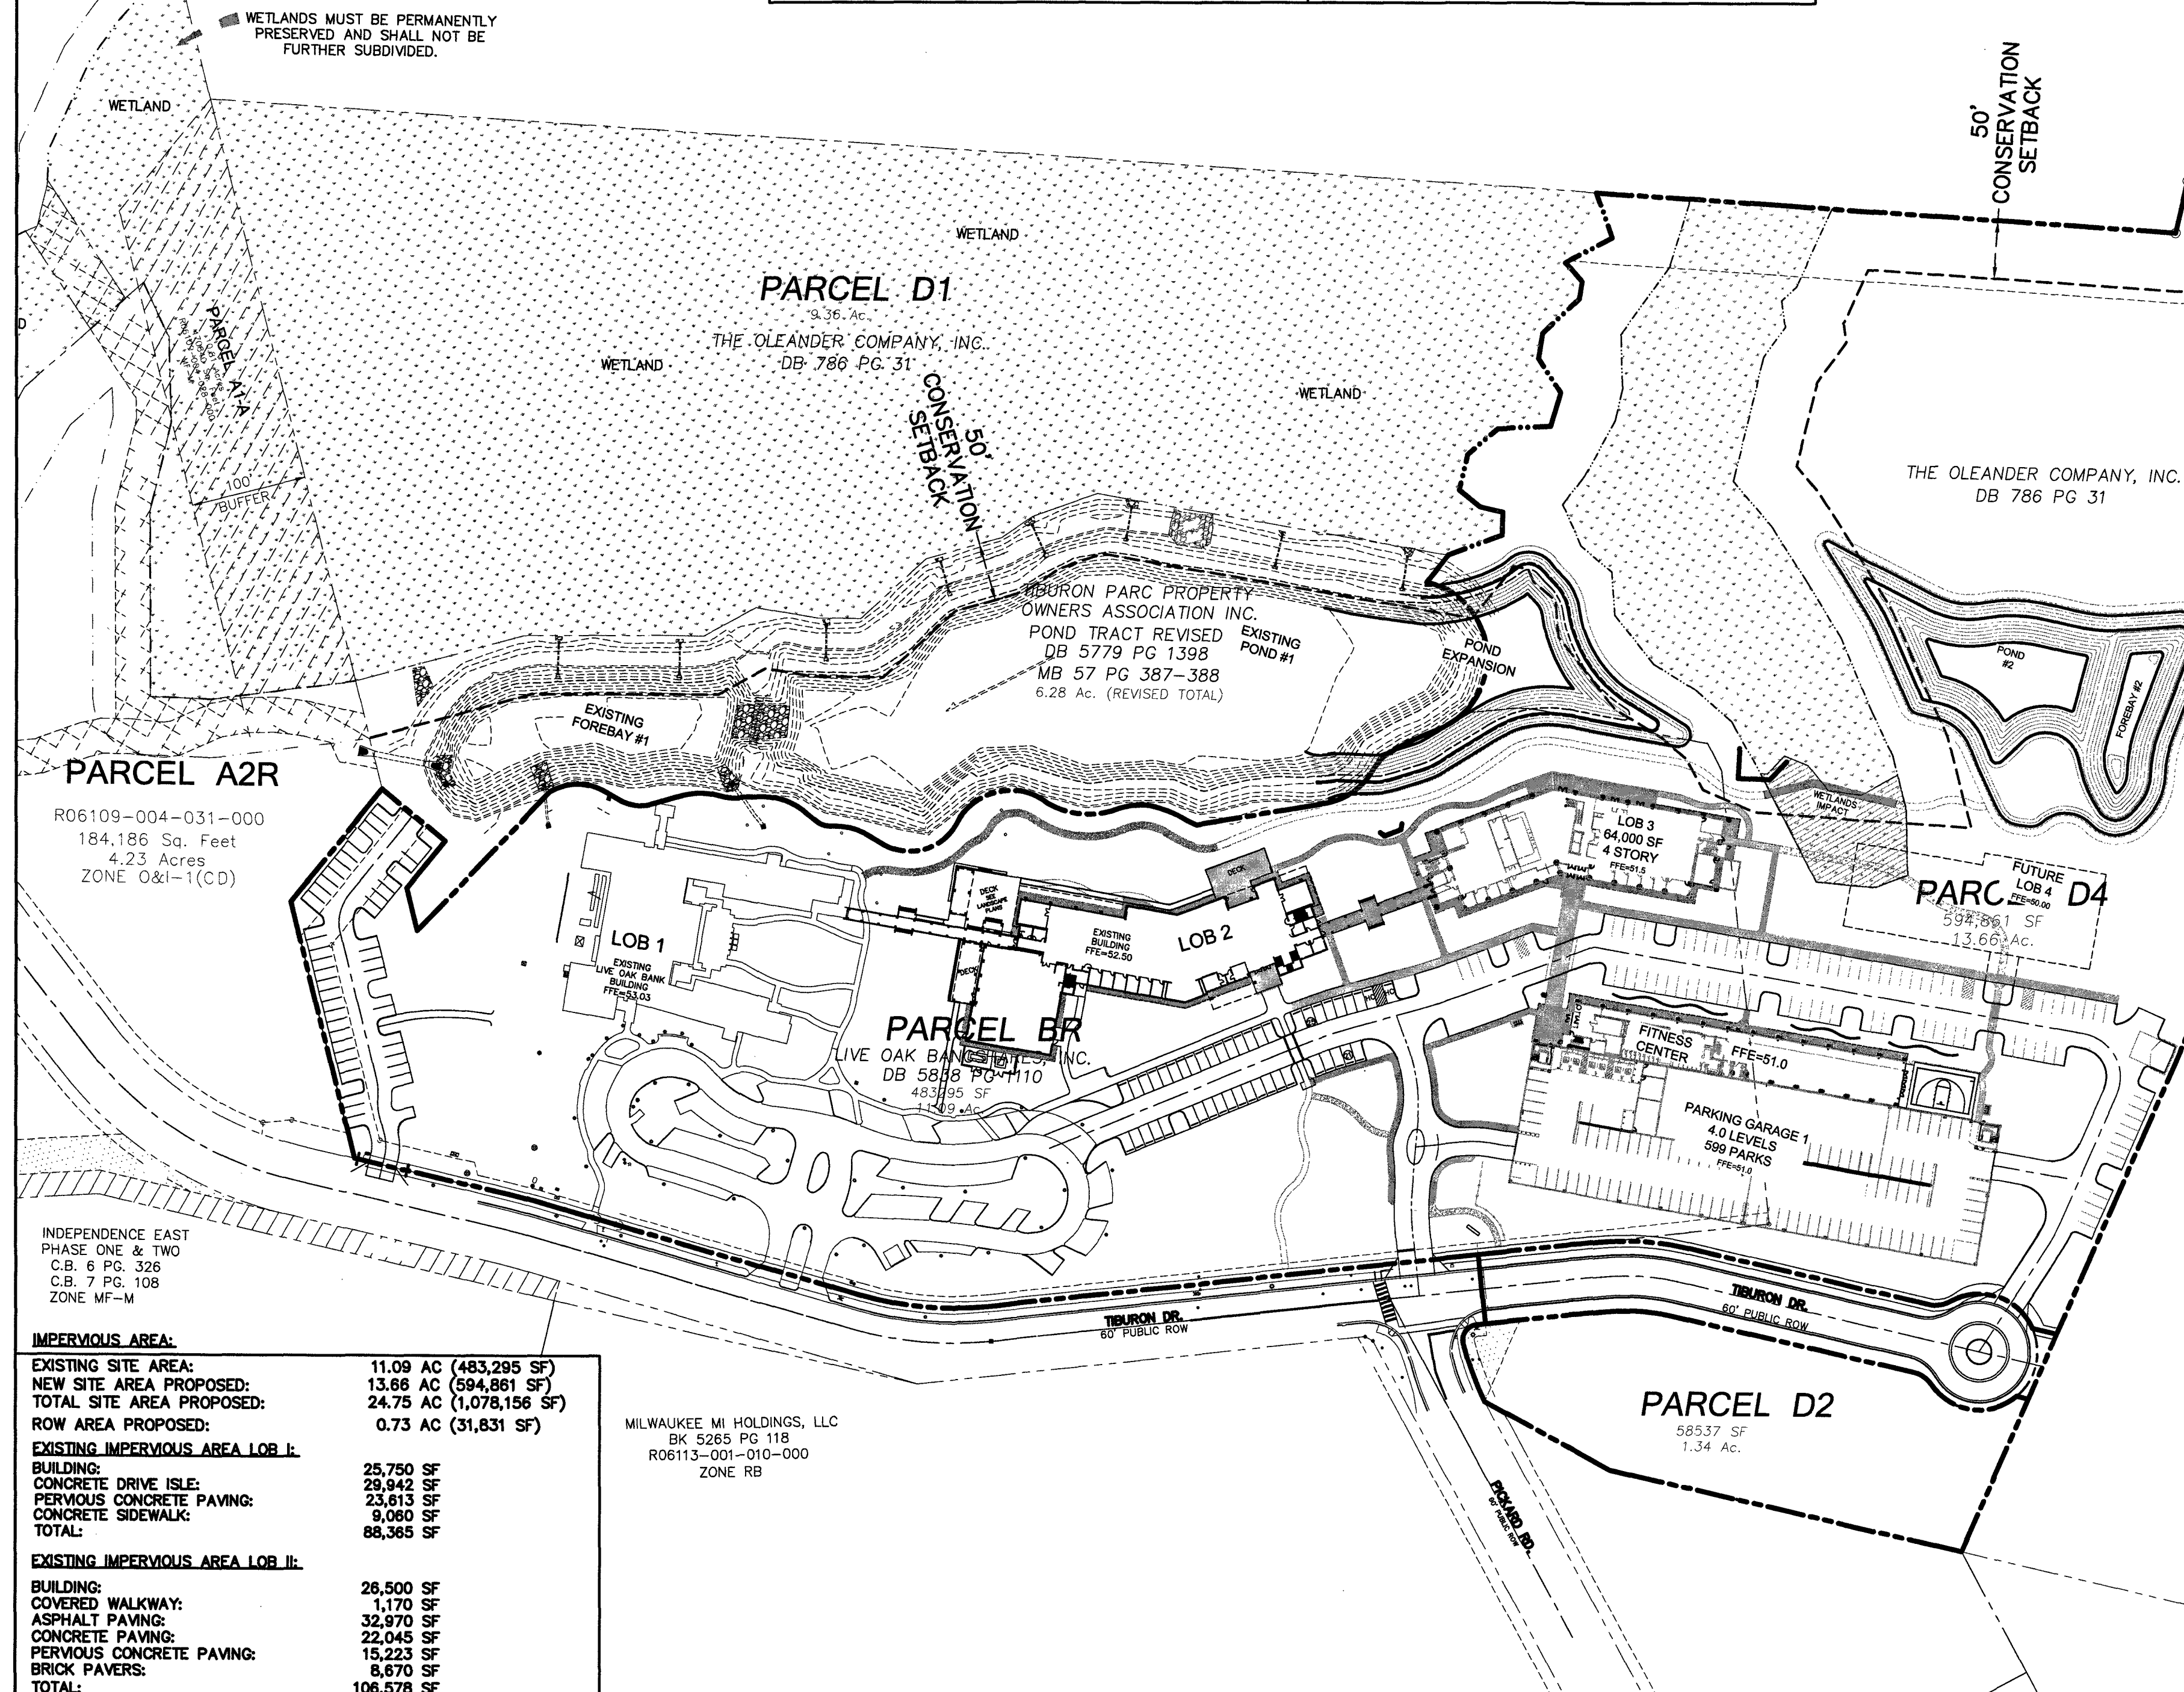 WETLANDS MUST BE PERMANENTLY
PRESERVED AND SHALL NOT BE
FURTHER SUBDIVIDED.
WETLAND
50'
CONSERVATION
SETBACK
WETLAND
PARCEL D1
9.36 Ac.
THE OLEANDER COMPANY, INC.
DB 786 PG 31
WETLAND
WETLAND
D
PARCEL A1-A
100'
BUFFER
50'
CONSERVATION
SETBACK
THE OLEANDER COMPANY, INC.
DB 786 PG 31
TIBURON PARC PROPERTY
OWNERS ASSOCIATION INC.
POND TRACT REVISED
DB 5779 PG 1398
MB 57 PG 387-388
6.28 Ac. (REVISED TOTAL)
EXISTING
POND #1
POND
EXPANSION
POND
#2
FOREBAY #2
EXISTING
FOREBAY #1
PARCEL A2R
R06109-004-031-000
184,186 Sq. Feet
4.23 Acres
ZONE O&I-1(CD)
WETLANDS
IMPACT
LOB 3
64,000 SF
4 STORY
FFE=51.5
FUTURE
LOB 4
FFE=50.00
PARC D4
594,861 SF
13.66 Ac.
DECK
DECK
SEE
LANDSCAPE
PLANS
LOB 1
EXISTING
LIVE OAK BANK
BUILDING
FFE=53.03
EXISTING
BUILDING
FFE=52.50
LOB 2
DECK
HC
HC
PARCEL BR
LIVE OAK BANCSHARES, INC.
DB 5838 PG 1110
483295 SF
11.09 Ac.
FITNESS
CENTER
FFE=51.0
PARKING GARAGE 1
4.0 LEVELS
599 PARKS
FFE=51.0
INDEPENDENCE EAST
PHASE ONE & TWO
C.B. 6 PG. 326
C.B. 7 PG. 108
ZONE MF-M
TIBURON DR.
60' PUBLIC ROW
TIBURON DR.
60' PUBLIC ROW
PARCEL D2
58537 SF
1.34 Ac.
PICKARD RD.
60' PUBLIC ROW
MILWAUKEE MI HOLDINGS, LLC
BK 5265 PG 118
R06113-001-010-000
ZONE RB
IMPERVIOUS AREA:
EXISTING SITE AREA: 11.09 AC (483,295 SF)
NEW SITE AREA PROPOSED: 13.66 AC (594,861 SF)
TOTAL SITE AREA PROPOSED: 24.75 AC (1,078,156 SF)
ROW AREA PROPOSED: 0.73 AC (31,831 SF)
EXISTING IMPERVIOUS AREA LOB I:
BUILDING: 25,750 SF
CONCRETE DRIVE ISLE: 29,942 SF
PERVIOUS CONCRETE PAVING: 23,613 SF
CONCRETE SIDEWALK: 9,060 SF
TOTAL: 88,365 SF
EXISTING IMPERVIOUS AREA LOB II:
BUILDING: 26,500 SF
COVERED WALKWAY: 1,170 SF
ASPHALT PAVING: 32,970 SF
CONCRETE PAVING: 22,045 SF
PERVIOUS CONCRETE PAVING: 15,223 SF
BRICK PAVERS: 8,670 SF
TOTAL: 106,578 SF